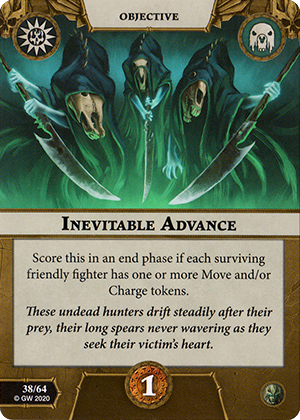 OBJECTIVE
INEVITABLE ADVANCE
Score this in an end phase if each surviving
friendly fighter has one or more Move and/or
Charge tokens.
These undead hunters drift steadily after their
prey, their long spears never wavering as they
seek their victim's heart.
38/64
© GW 2020
1